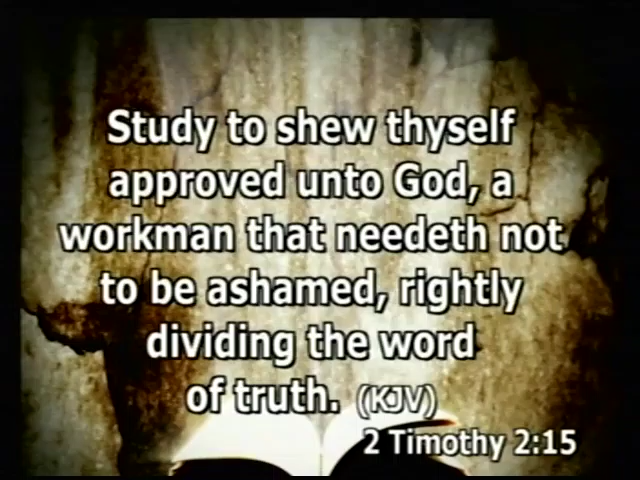 Study to shew thyself
approved unto God, a
workman that needeth not
to be ashamed, rightly
dividing the word
of truth. (KJV)
2 Timothy 2:15